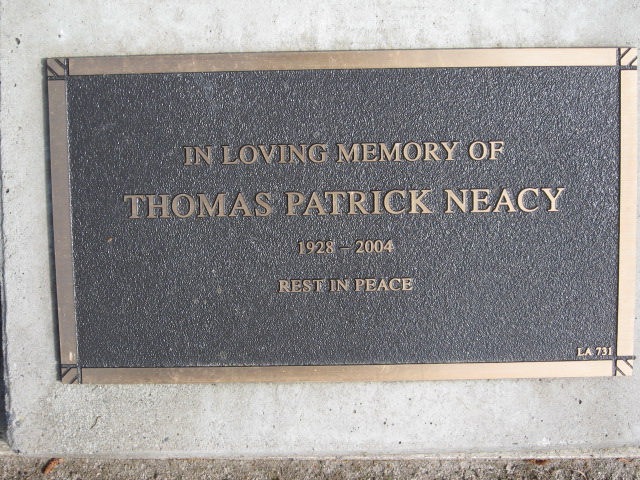 IN LOVING MEMORY OF
THOMAS PATRICK NEACY
1928 – 2004
REST IN PEACE
LA 731